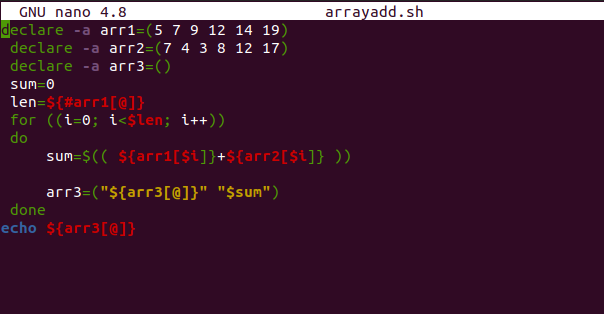 GNU nano 4.8 arrayadd.sh
declare -a arr1=(5 7 9 12 14 19)
declare -a arr2=(7 4 3 8 12 17)
declare -a arr3=()
sum=0
len=${#arr1[@]}
for ((i=0; i<$len; i++))
do
sum=$(( ${arr1[$i]}+${arr2[$i]} ))
arr3=("${arr3[@]}" "$sum")
done
echo ${arr3[@]}